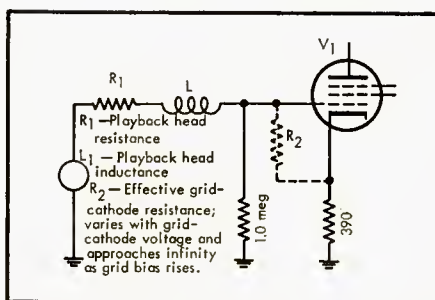 V1
R1
L
R1—Playback head
resistance
L1—Playback head
inductance
R2—Effective grid-
cathode resistance;
varies with grid-
cathode voltage and
approaches infinity
as grid bias rises.
R2
1.0 meg
390